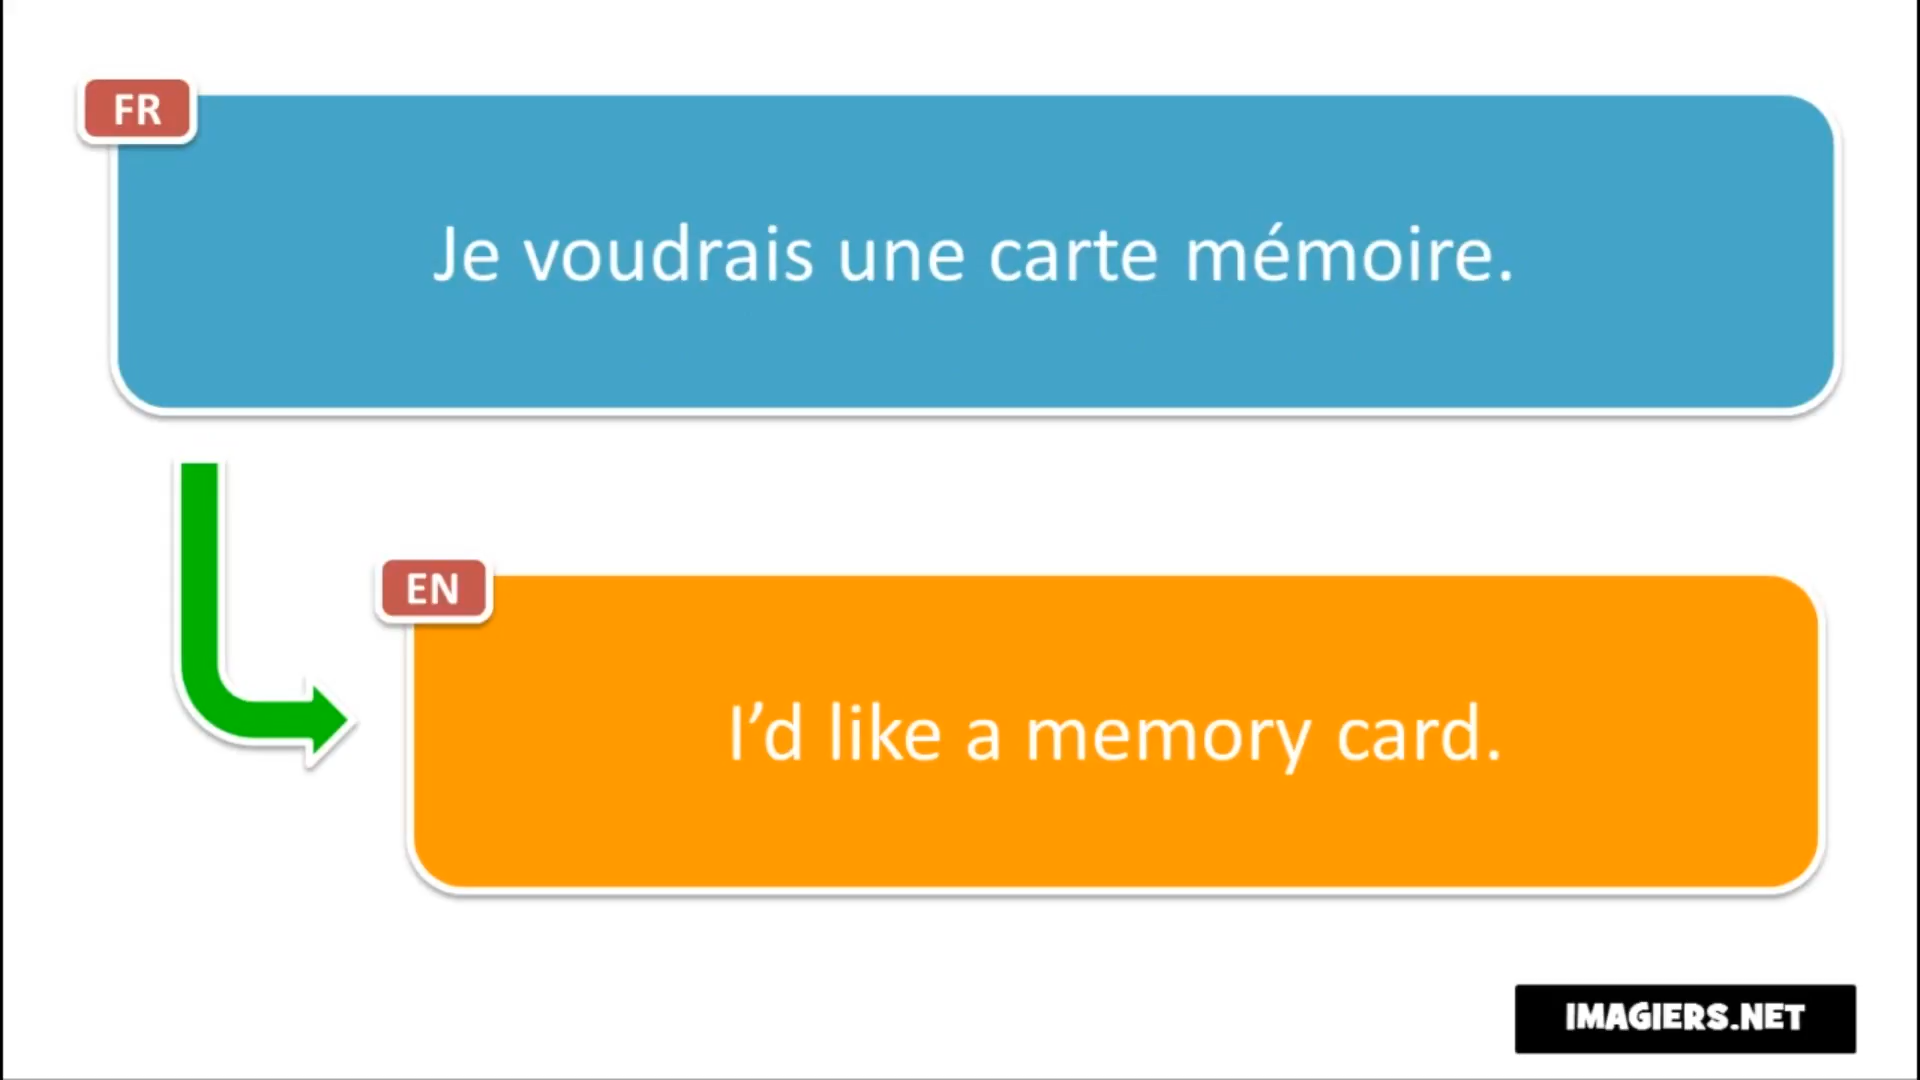 FR
Je voudrais une carte mémoire.
EN
I’d like a memory card.
IMAGIERS.NET